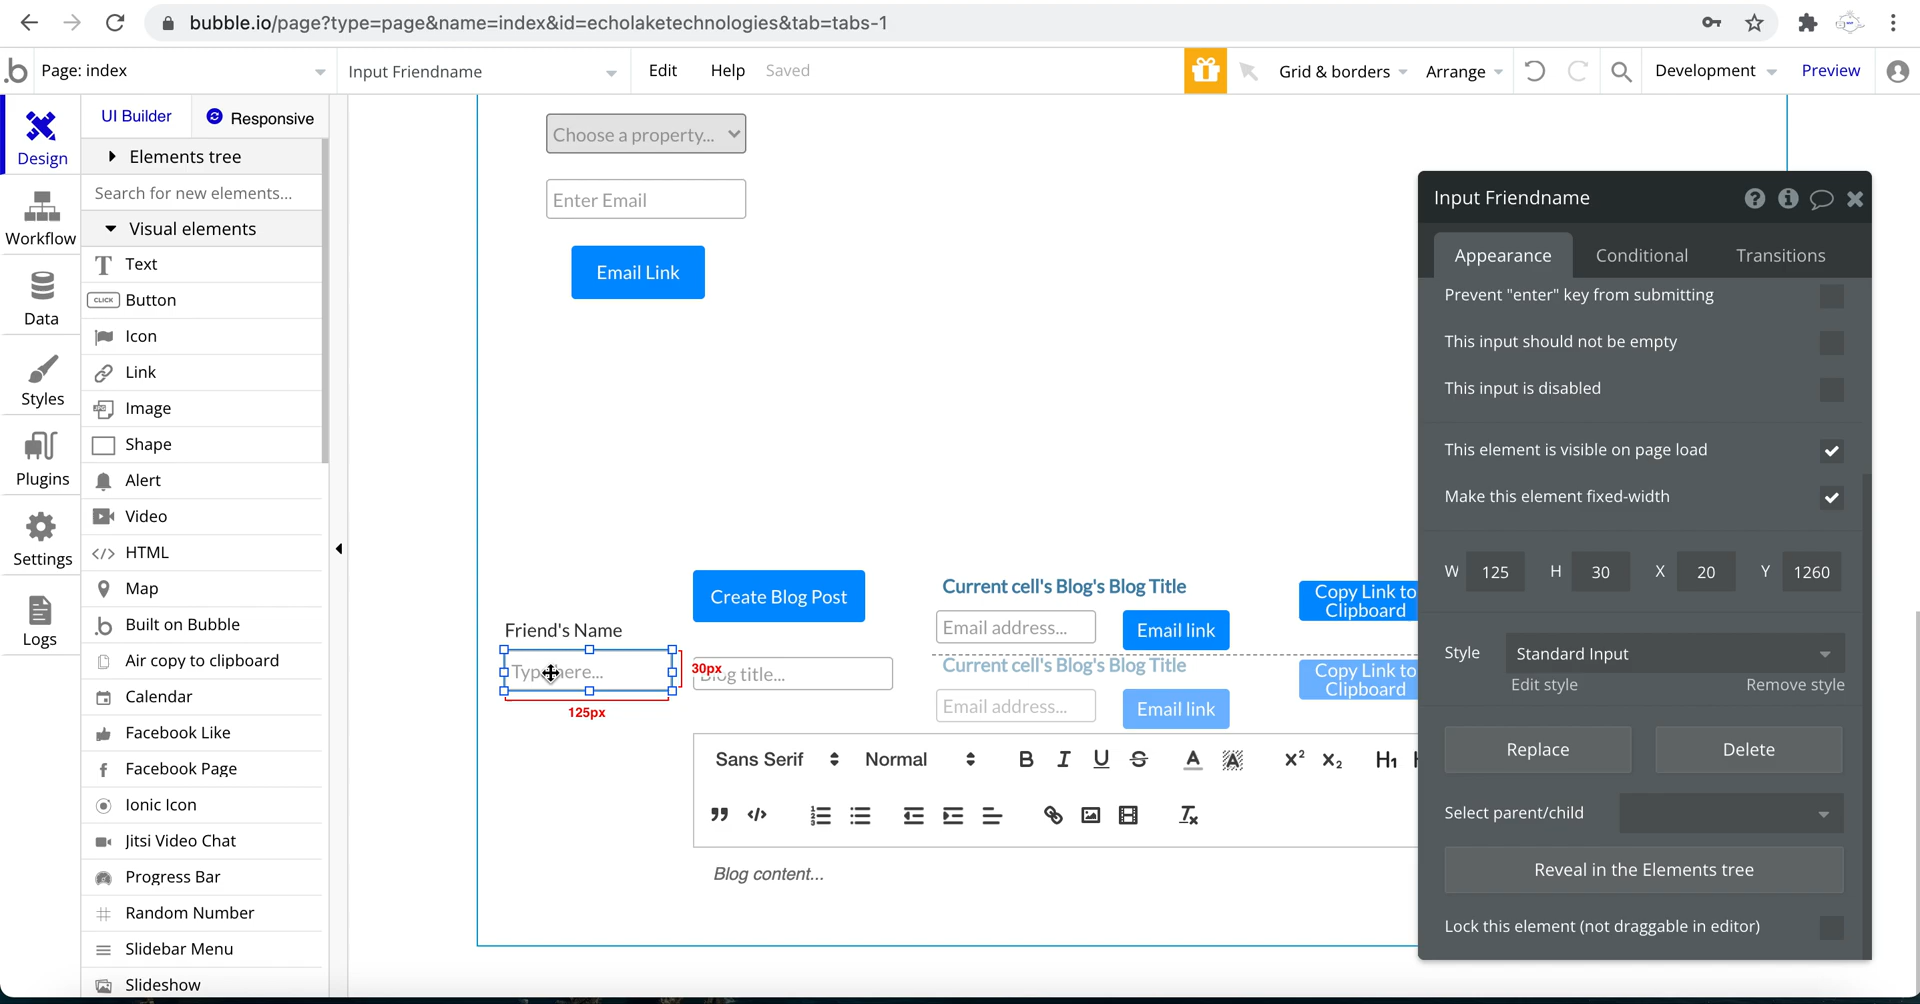 bubble.io/page?type=page&name=index&id=echolaketechnologies&tab=tabs-1
b Page: index
Input Friendname
Edit Help Saved
Grid & borders Arrange Development Preview
Design
Workflow
Data
Styles
Plugins
Settings
Logs
UI Builder Responsive
Elements tree
Search for new elements...
Visual elements
Text
CLICK Button
Icon
Link
Image
Shape
Alert
Video
</> HTML
Map
b Built on Bubble
Air copy to clipboard
Calendar
Facebook Like
f Facebook Page
Ionic Icon
Jitsi Video Chat
Progress Bar
Random Number
Slidebar Menu
Slideshow
Choose a property...
Enter Email
Email Link
Create Blog Post
Friend's Name
here...
30px
125px
title...
Current cell's Blog's Blog Title
Email address... Email link
Copy Link to
Clipboard
Current cell's Blog's Blog Title
Email address... Email link
Copy Link to
Clipboard
Sans Serif Normal B I U S A A X² X₂ H1
Blog content...
Input Friendname
Appearance Conditional Transitions
Prevent "enter" key from submitting
This input should not be empty
This input is disabled
This element is visible on page load
Make this element fixed-width
W 125 H 30 X 20 Y 1260
Style Standard Input
Edit style Remove style
Replace Delete
Select parent/child
Reveal in the Elements tree
Lock this element (not draggable in editor)